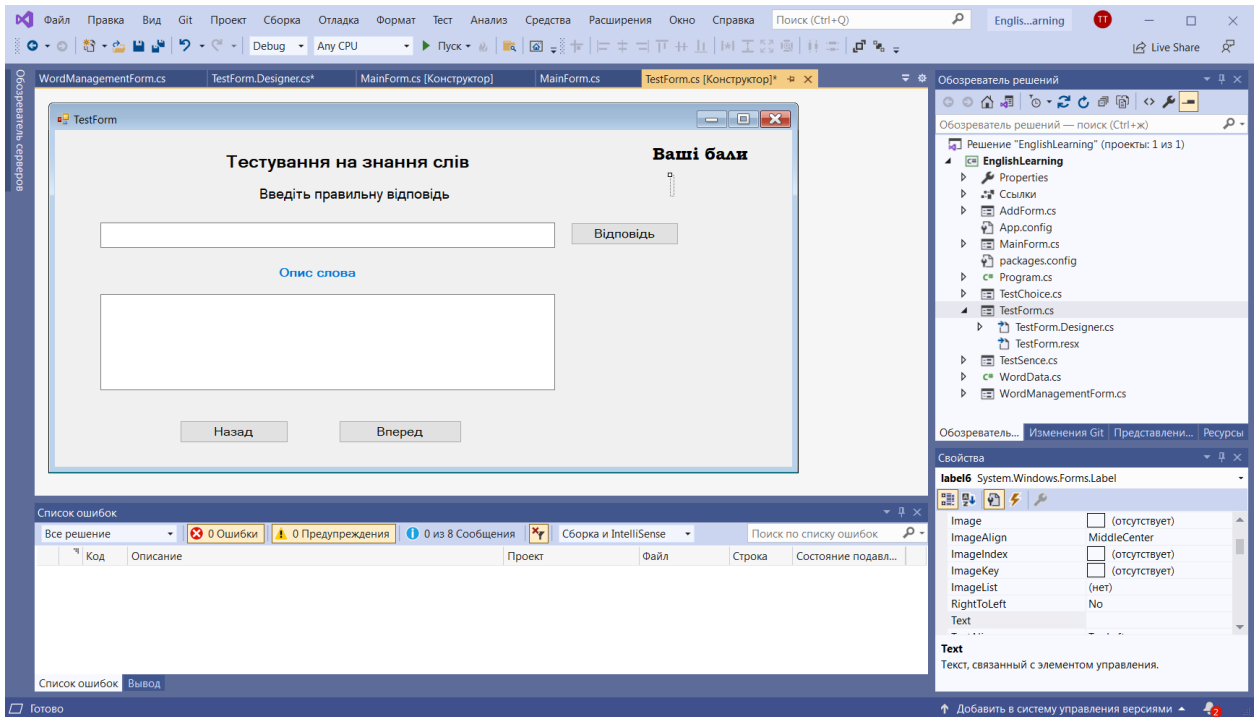 Файл Правка Вид Git Проект Сборка Отладка Формат Тест Анализ Средства Расширения Окно Справка Поиск (Ctrl+Q) Englis...arning TT
Debug Any CPU Пуск Live Share
Обозреватель серверов
WordManagementForm.cs TestForm.Designer.cs* MainForm.cs [Конструктор] MainForm.cs TestForm.cs [Конструктор]*
TestForm
Тестування на знання слів
Ваші бали
Введіть правильну відповідь
Відповідь
Опис слова
Назад Вперед
Список ошибок
Все решение 0 Ошибки 0 Предупреждения 0 из 8 Сообщения Сборка и IntelliSense Поиск по списку ошибок
Код Описание Проект Файл Строка Состояние подавл...
Список ошибок Вывод
Обозреватель решений
Обозреватель решений — поиск (Ctrl+ж)
Решение "EnglishLearning" (проекты: 1 из 1)
EnglishLearning
Properties
Ссылки
AddForm.cs
App.config
MainForm.cs
packages.config
Program.cs
TestChoice.cs
TestForm.cs
TestForm.Designer.cs
TestForm.resx
TestSence.cs
WordData.cs
WordManagementForm.cs
Обозреватель... Изменения Git Представлени... Ресурсы
Свойства
label6 System.Windows.Forms.Label
Image (отсутствует)
ImageAlign MiddleCenter
ImageIndex (отсутствует)
ImageKey (отсутствует)
ImageList (нет)
RightToLeft No
Text
Text
Текст, связанный с элементом управления.
Готово Добавить в систему управления версиями 2